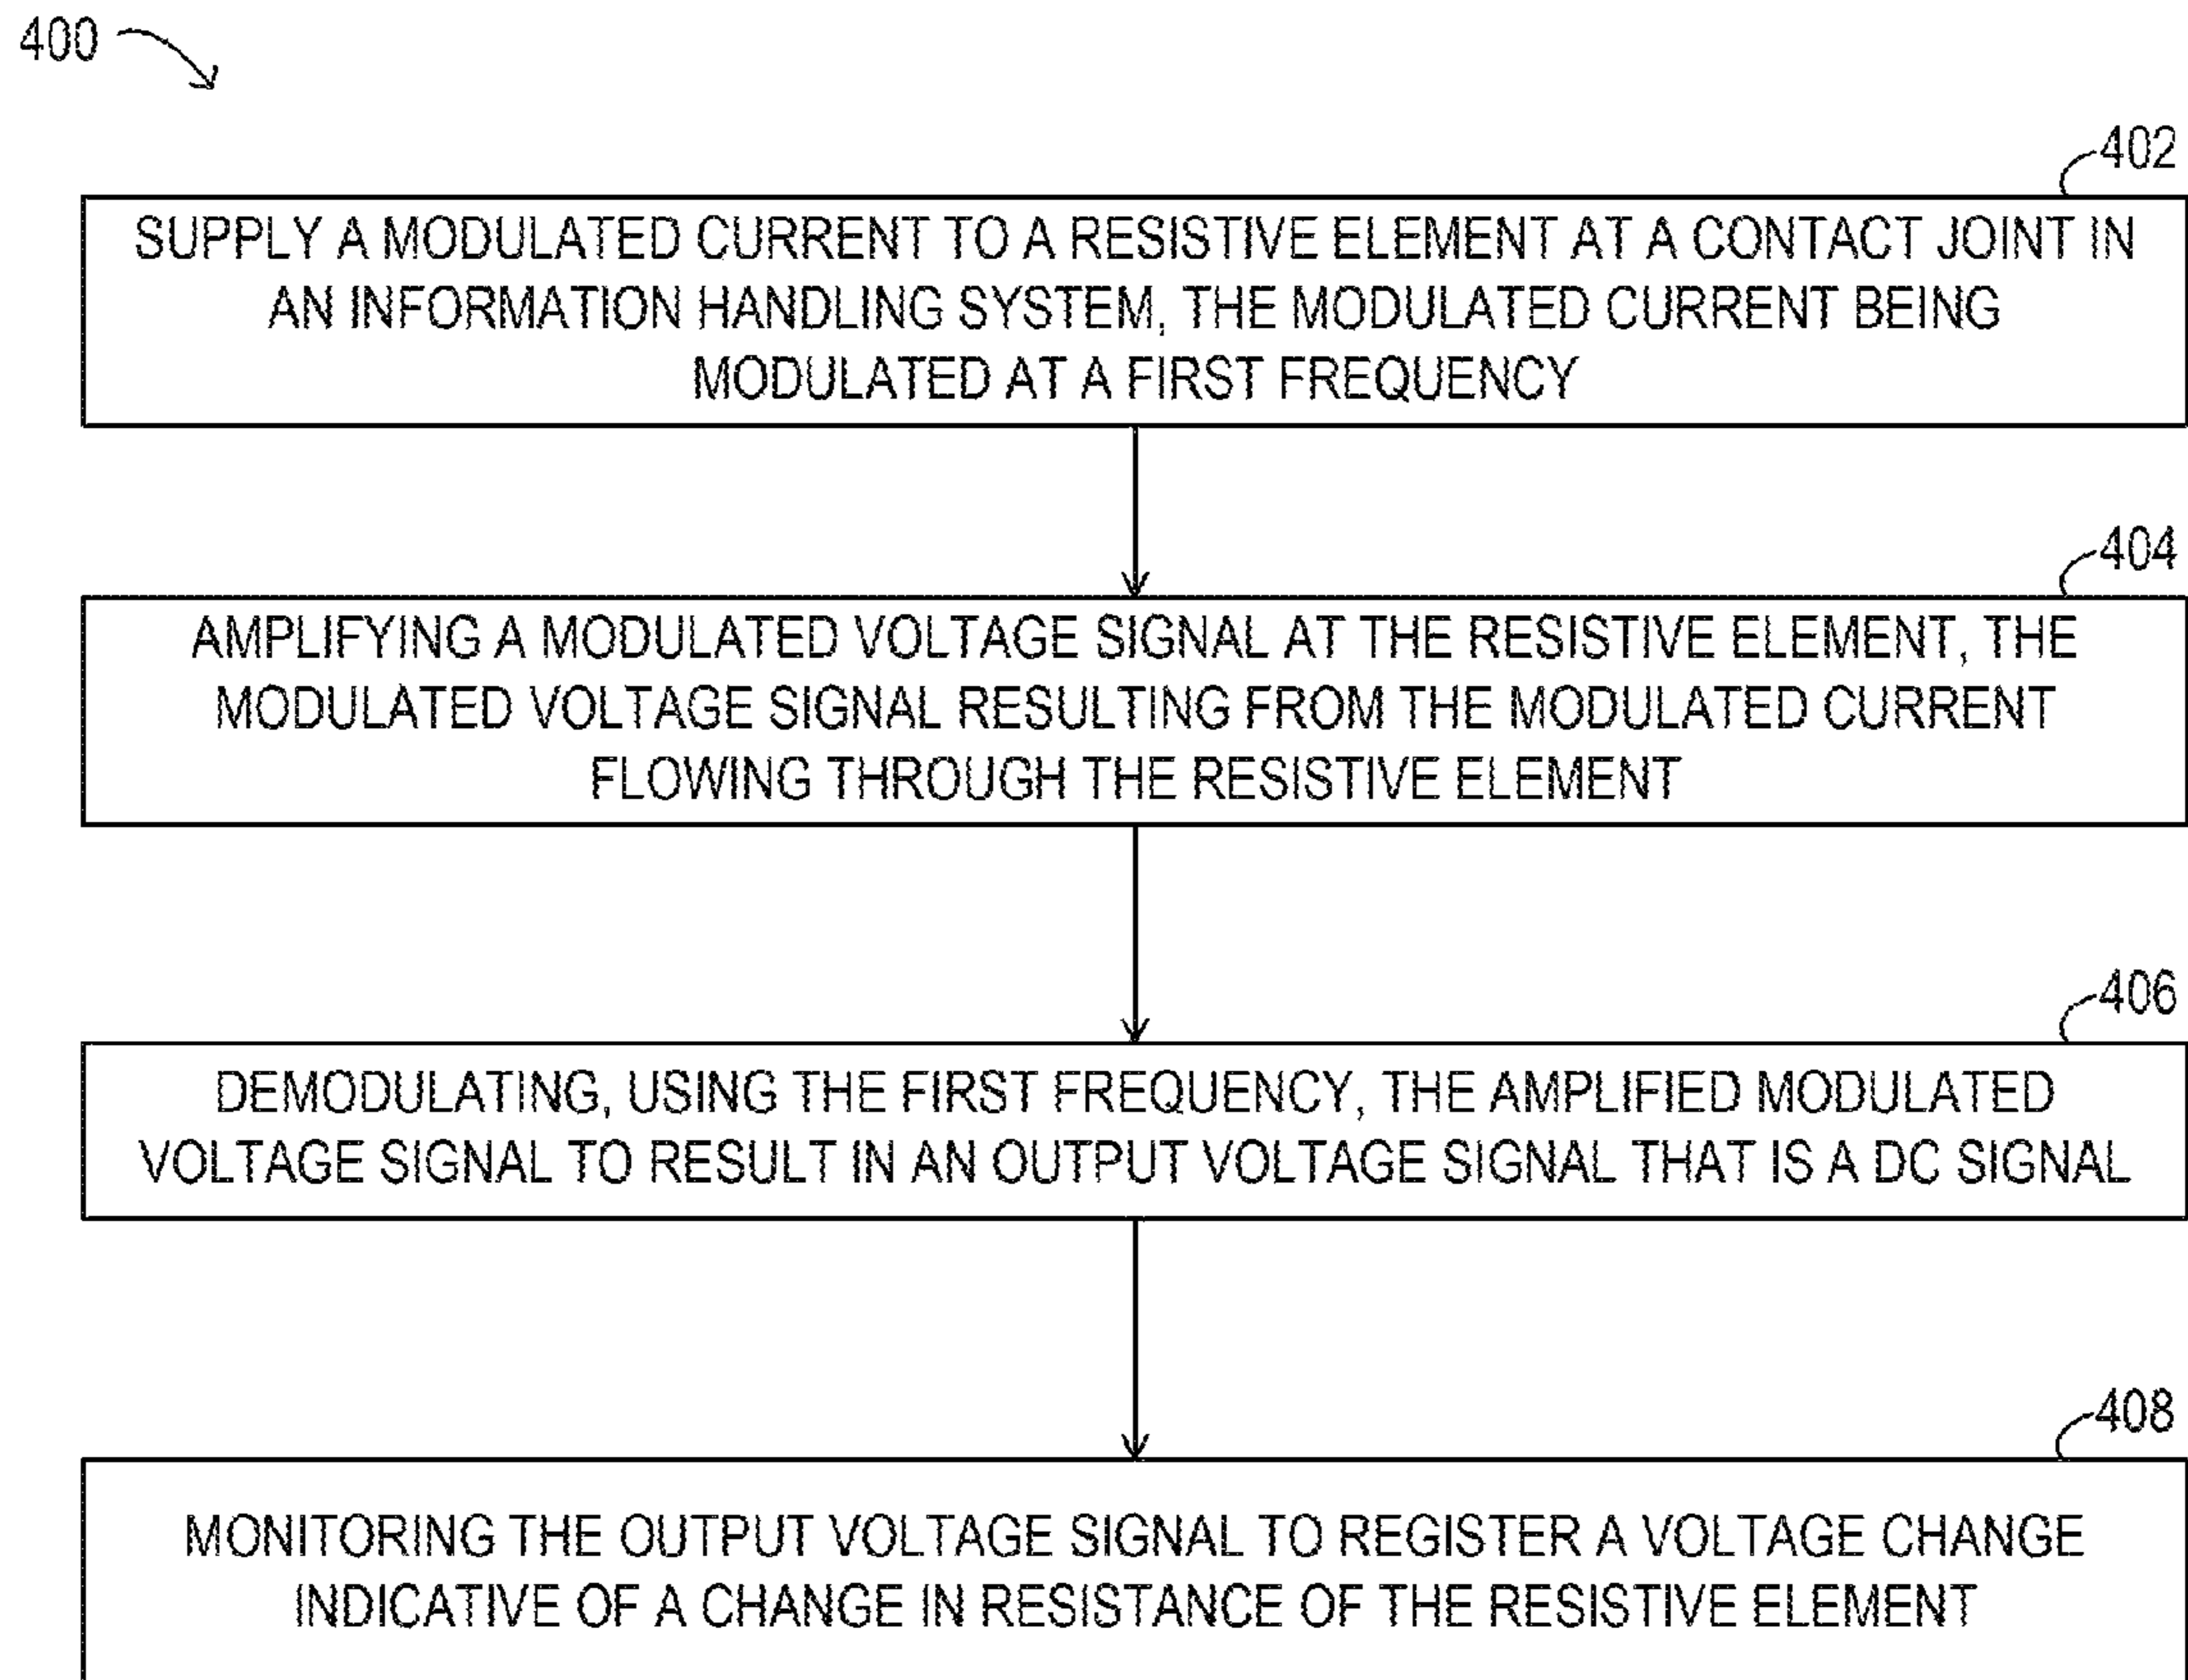 400
402
SUPPLY A MODULATED CURRENT TO A RESISTIVE ELEMENT AT A CONTACT JOINT IN
AN INFORMATION HANDLING SYSTEM, THE MODULATED CURRENT BEING
MODULATED AT A FIRST FREQUENCY
404
AMPLIFYING A MODULATED VOLTAGE SIGNAL AT THE RESISTIVE ELEMENT, THE
MODULATED VOLTAGE SIGNAL RESULTING FROM THE MODULATED CURRENT
FLOWING THROUGH THE RESISTIVE ELEMENT
406
DEMODULATING, USING THE FIRST FREQUENCY, THE AMPLIFIED MODULATED
VOLTAGE SIGNAL TO RESULT IN AN OUTPUT VOLTAGE SIGNAL THAT IS A DC SIGNAL
408
MONITORING THE OUTPUT VOLTAGE SIGNAL TO REGISTER A VOLTAGE CHANGE
INDICATIVE OF A CHANGE IN RESISTANCE OF THE RESISTIVE ELEMENT